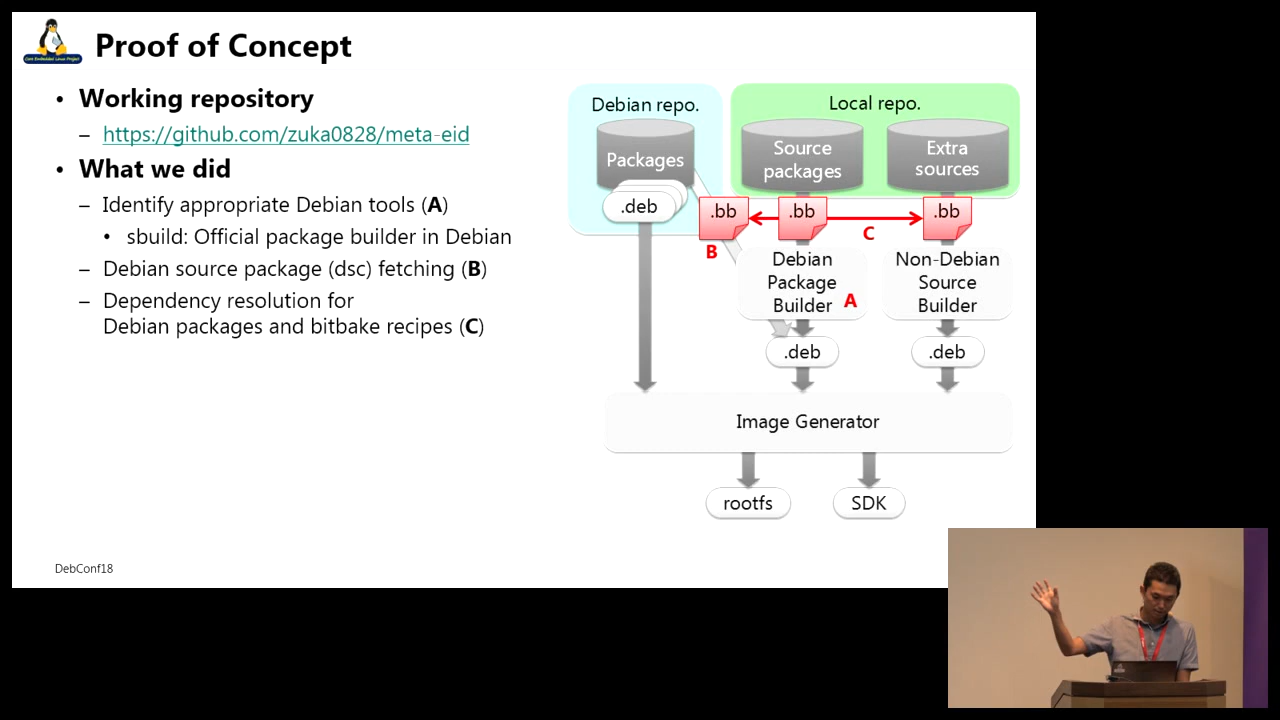 Proof of Concept
• Working repository
– https://github.com/zuka0828/meta-eid
• What we did
– Identify appropriate Debian tools (A)
• sbuild: Official package builder in Debian
– Debian source package (dsc) fetching (B)
– Dependency resolution for
Debian packages and bitbake recipes (C)
Debian repo.
Local repo.
Packages
Source
packages
Extra
sources
.deb
.bb
.bb
.bb
B
C
Debian
Package
Builder
A
Non-Debian
Source
Builder
.deb
.deb
Image Generator
rootfs
SDK
DebConf18